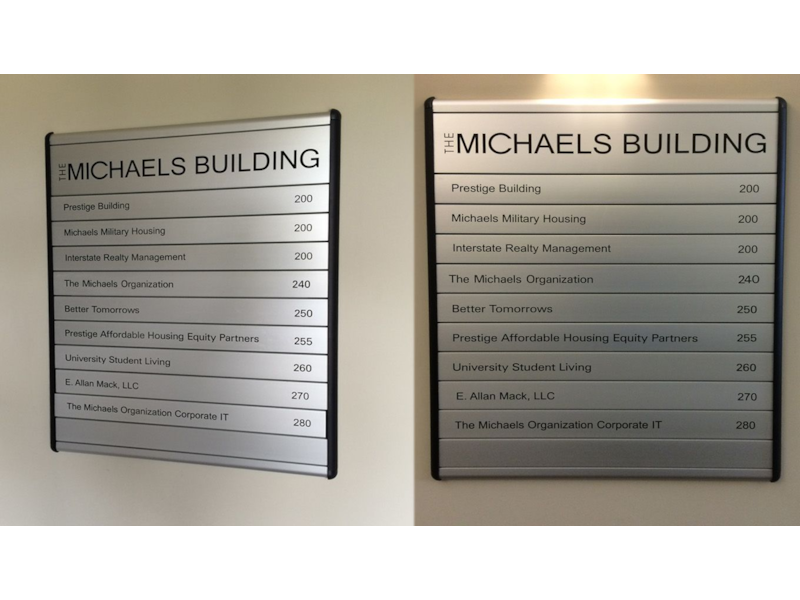 THE MICHAELS BUILDING
Prestige Building 200
Michaels Military Housing 200
Interstate Realty Management 200
The Michaels Organization 240
Better Tomorrows 250
Prestige Affordable Housing Equity Partners 255
University Student Living 260
E. Allan Mack, LLC 270
The Michaels Organization Corporate IT 280
THE MICHAELS BUILDING
Prestige Building 200
Michaels Military Housing 200
Interstate Realty Management 200
The Michaels Organization 240
Better Tomorrows 250
Prestige Affordable Housing Equity Partners 255
University Student Living 260
E. Allan Mack, LLC 270
The Michaels Organization Corporate IT 280